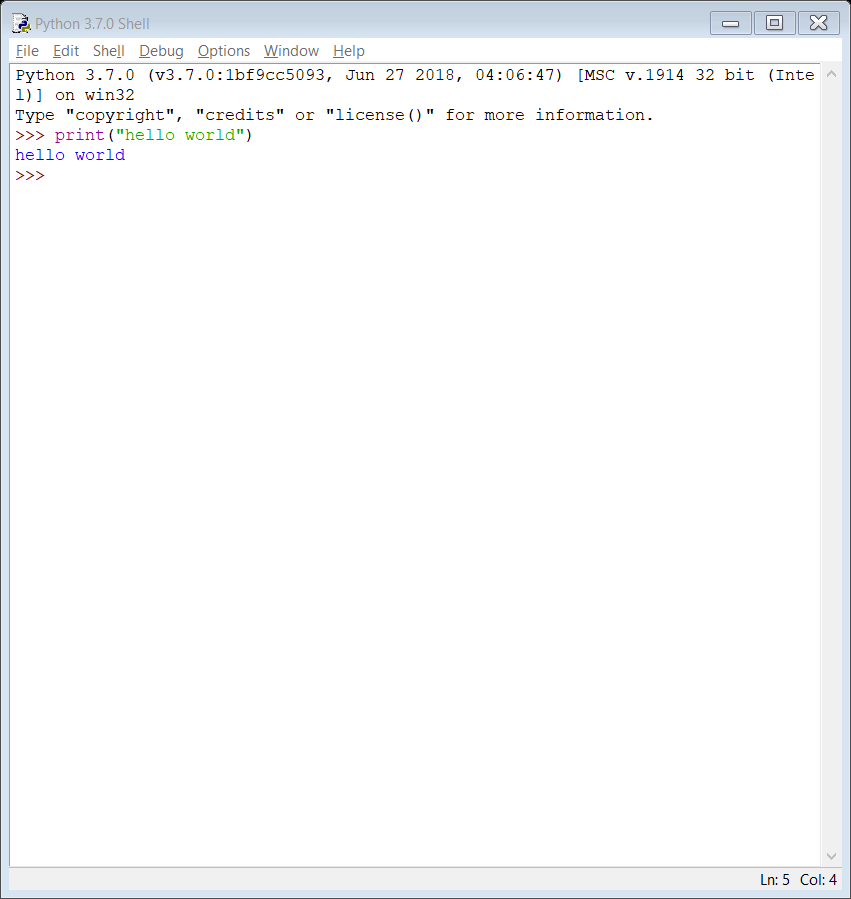 Python 3.7.0 Shell
File Edit Shell Debug Options Window Help
Python 3.7.0 (v3.7.0:1bf9cc5093, Jun 27 2018, 04:06:47) [MSC v.1914 32 bit (Inte
l)] on win32
Type "copyright", "credits" or "license()" for more information.
>>> print("hello world")
hello world
>>>
Ln: 5 Col: 4